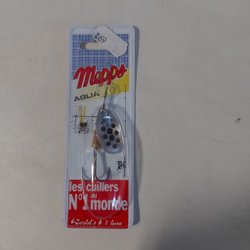 Mepps
AGLIA
les cuillers
N°1 au monde
World's #1 lure